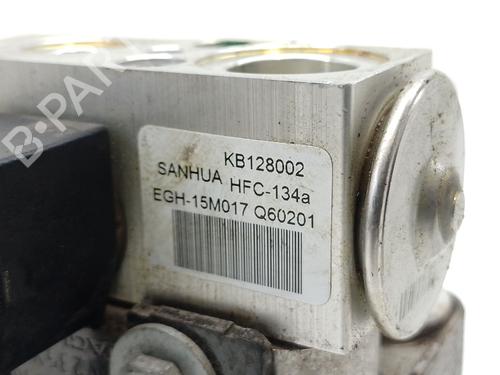 KB128002
SANHUA HFC-134a
EGH-15M017 Q60201
B-PARTS